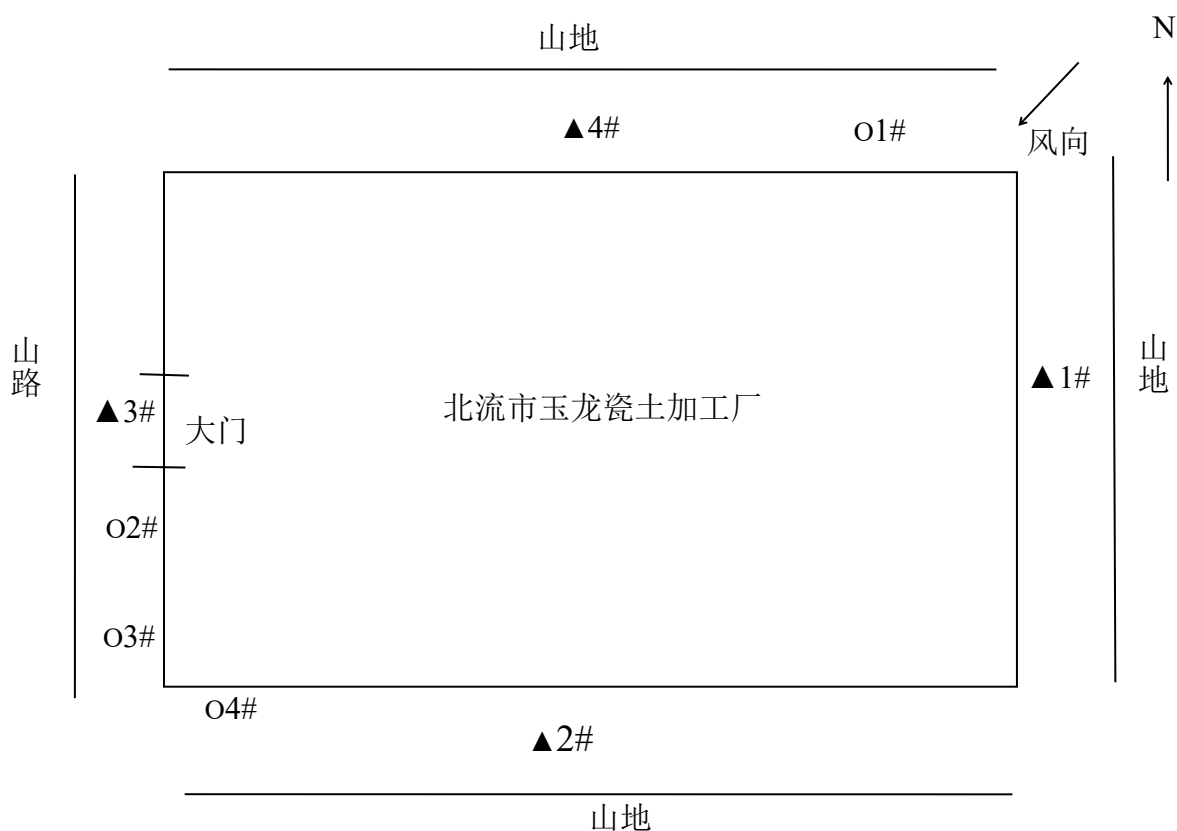 山地
N
▲4#
O1#
风向
山路
山地
▲1#
▲3#
大门
北流市玉龙瓷土加工厂
O2#
O3#
O4#
▲2#
山地